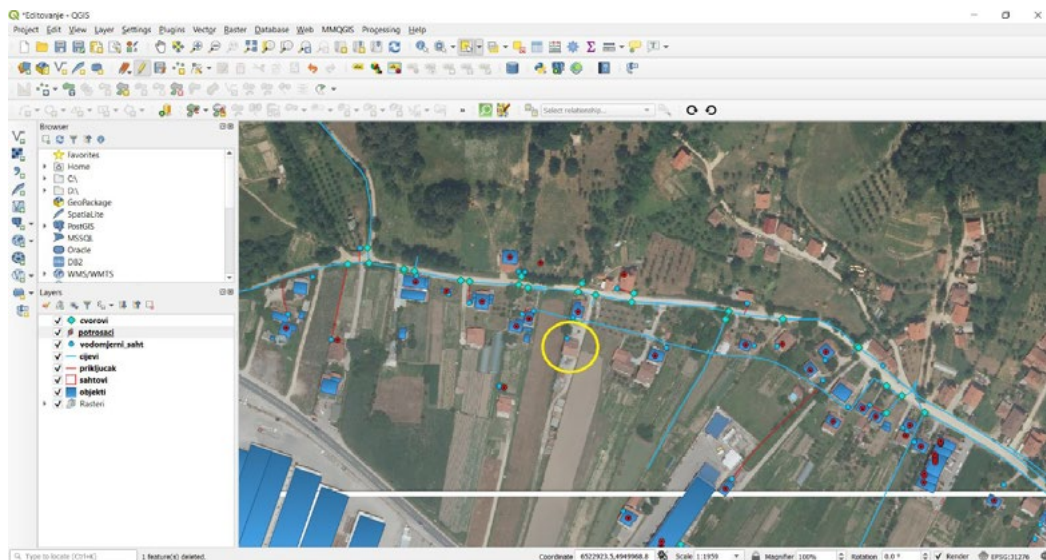 *Editovanje - QGIS
Project Edit View Layer Settings Plugins Vector Raster Database Web MMQGIS Processing Help
Select relationship...
Browser
Favorites
Home
C:\
D:\
GeoPackage
SpatiaLite
PostGIS
MSSQL
Oracle
DB2
WMS/WMTS
Layers
cvorovi
potrosaci
vodomjerni_saht
cijevi
prikljucak
sahtovi
objekti
Rasteri
Type to locate (Ctrl+K) 1 feature(s) deleted. Coordinate 6522923.5,4949968.8 Scale 1:1959 Magnifier 100% Rotation 0.0 ° Render EPSG:31276